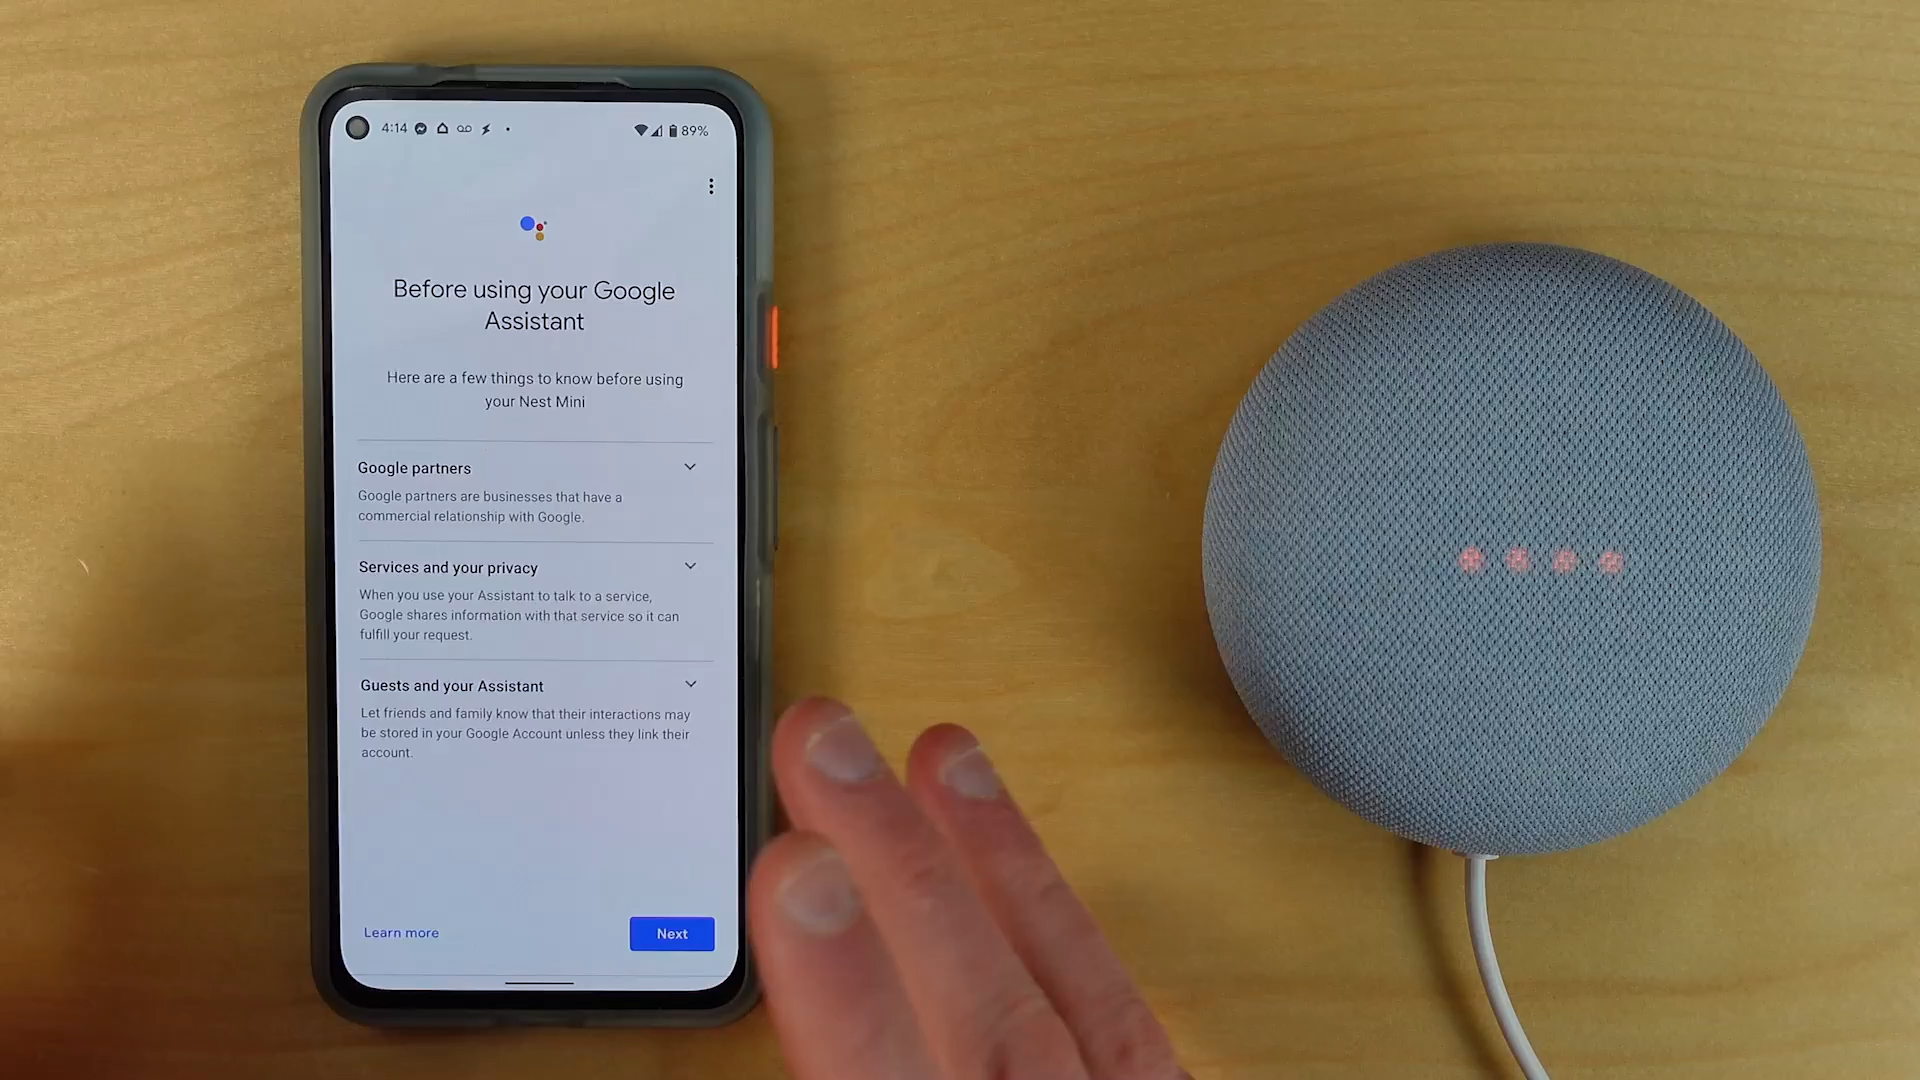 4:14
89%
Before using your Google
Assistant
Here are a few things to know before using
your Nest Mini
Google partners
Google partners are businesses that have a
commercial relationship with Google.
Services and your privacy
When you use your Assistant to talk to a service,
Google shares information with that service so it can
fulfill your request.
Guests and your Assistant
Let friends and family know that their interactions may
be stored in your Google Account unless they link their
account.
Learn more
Next